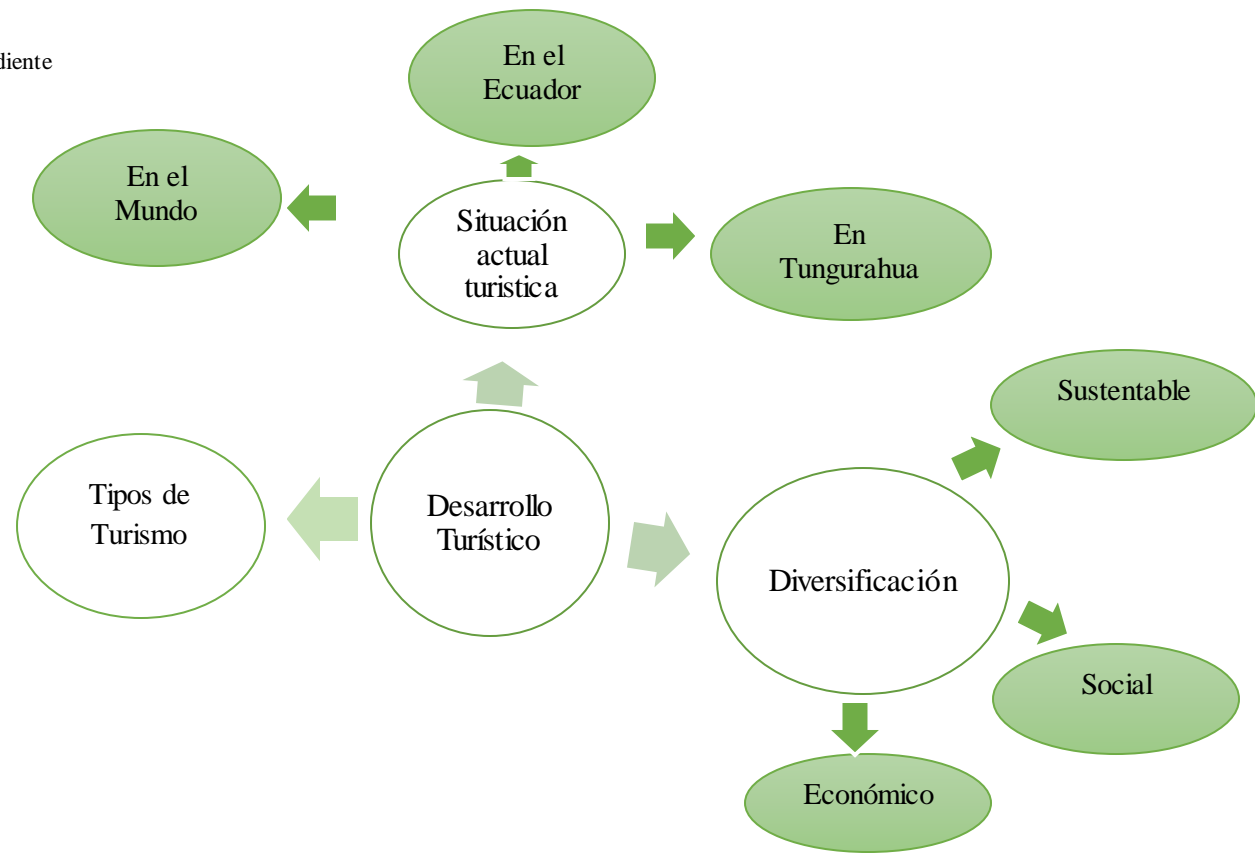 diente
En el
Ecuador
En el
Mundo
Situación
actual
turistica
En
Tungurahua
Sustentable
Tipos de
Turismo
Desarrollo
Turístico
Diversificación
Social
Económico